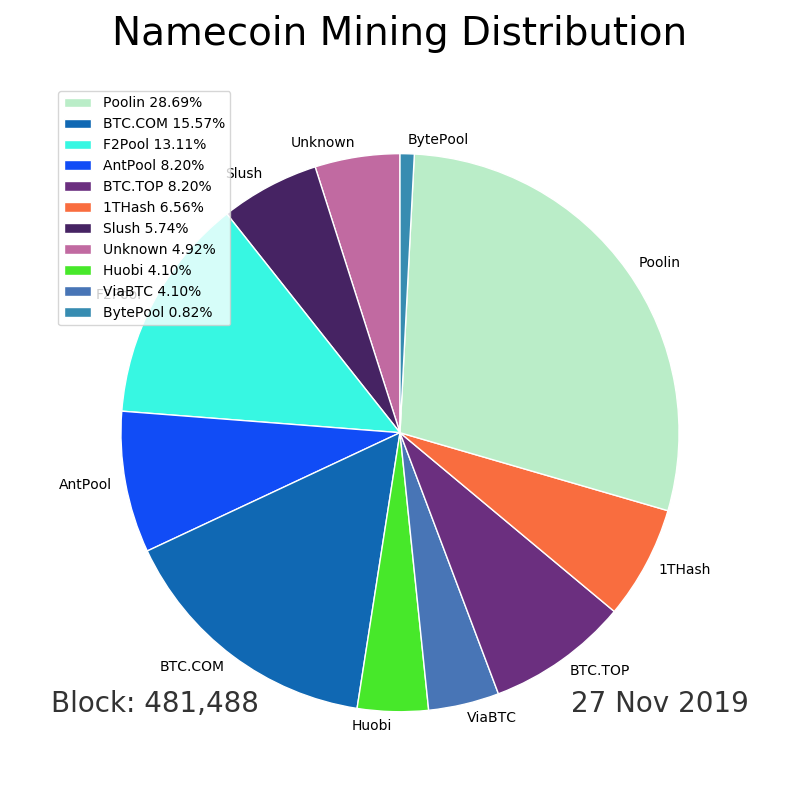 Namecoin Mining Distribution
Poolin 28.69%
BTC.COM 15.57%
F2Pool 13.11%
AntPool 8.20%
BTC.TOP 8.20%
1THash 6.56%
Slush 5.74%
Unknown 4.92%
Huobi 4.10%
ViaBTC 4.10%
BytePool 0.82%
BytePool
Unknown
Slush
Poolin
F2Pool
AntPool
1THash
BTC.COM
BTC.TOP
ViaBTC
Huobi
Block: 481,488
27 Nov 2019